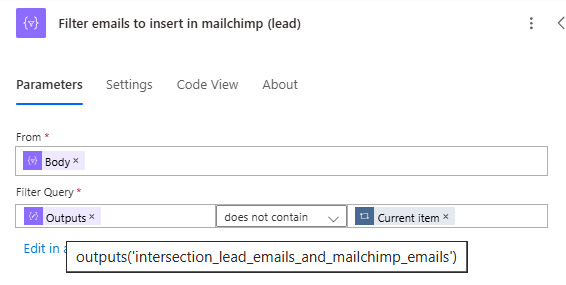 Filter emails to insert in mailchimp (lead)
Parameters Settings Code View About
From *
Body ×
Filter Query *
Outputs × does not contain Current item ×
Edit in a
outputs('intersection_lead_emails_and_mailchimp_emails')